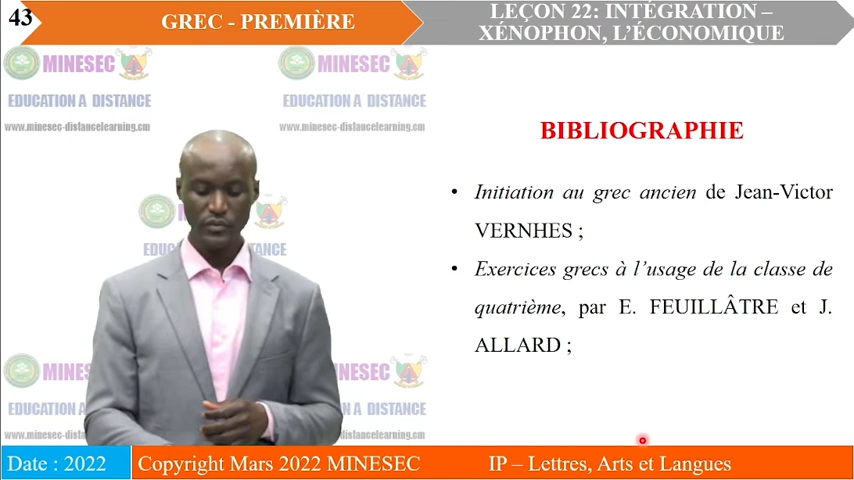 43
GREC - PREMIÈRE
LEÇON 22: INTÉGRATION –
XÉNOPHON, L’ÉCONOMIQUE
MINESEC
EDUCATION A DISTANCE
www.minesec-distancelearning.cm
MINESEC
EDUCATION A DISTANCE
www.minesec-distancelearning.cm
BIBLIOGRAPHIE
• Initiation au grec ancien de Jean-Victor
VERNHES ;
• Exercices grecs à l’usage de la classe de
quatrième, par E. FEUILLÂTRE et J.
ALLARD ;
MINESEC
EDUCATION A DISTANCE
www.minesec-distancelearning.cm
Date : 2022
Copyright Mars 2022 MINESEC
IP – Lettres, Arts et Langues